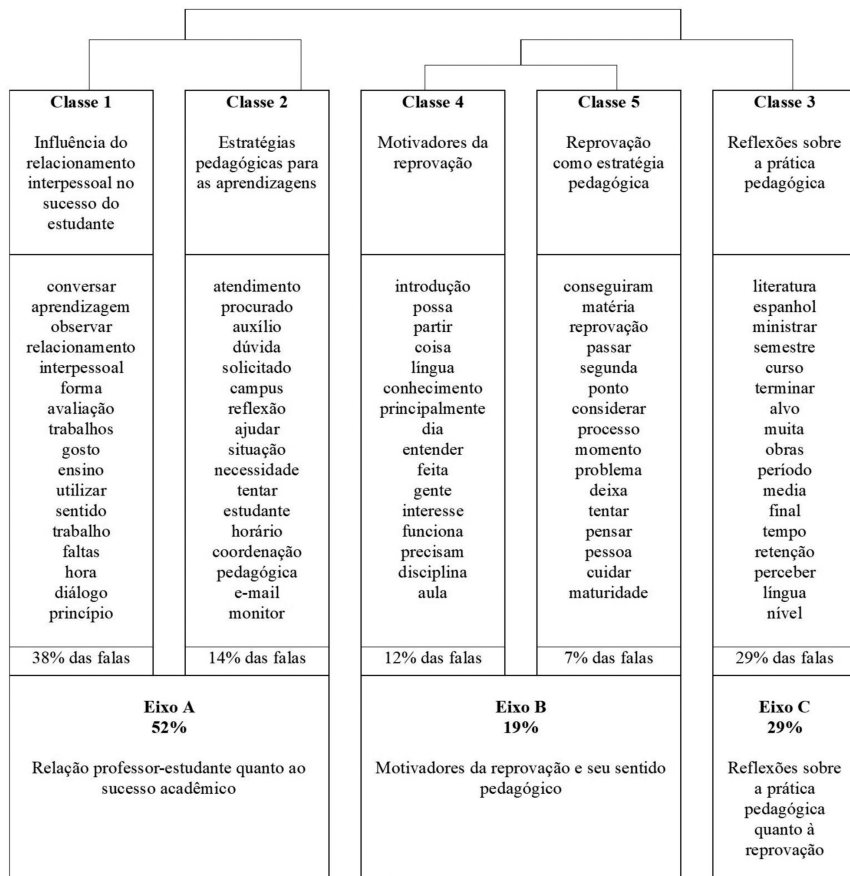 Classe 1
Influência do
relacionamento
interpessoal no
sucesso do
estudante
conversar
aprendizagem
observar
relacionamento
interpessoal
forma
avaliação
trabalhos
gosto
ensino
utilizar
sentido
trabalho
faltas
hora
diálogo
princípio
38% das falas
Classe 2
Estratégias
pedagógicas para
as aprendizagens
atendimento
procurado
auxílio
dúvida
solicitado
campus
reflexão
ajudar
situação
necessidade
tentar
estudante
horário
coordenação
pedagógica
e-mail
monitor
14% das falas
Classe 4
Motivadores da
reprovação
introdução
possa
partir
coisa
língua
conhecimento
principalmente
dia
entender
feita
gente
interesse
funciona
precisam
disciplina
aula
12% das falas
Classe 5
Reprovação
como estratégia
pedagógica
conseguiram
matéria
reprovação
passar
segunda
ponto
considerar
processo
momento
problema
deixa
tentar
pensar
pessoa
cuidar
maturidade
7% das falas
Classe 3
Reflexões sobre
a prática
pedagógica
literatura
espanhol
ministrar
semestre
curso
terminar
alvo
muita
obras
período
media
final
tempo
retenção
perceber
língua
nível
29% das falas
Eixo A
52%
Relação professor-estudante quanto ao
sucesso acadêmico
Eixo B
19%
Motivadores da reprovação e seu sentido
pedagógico
Eixo C
29%
Reflexões sobre
a prática
pedagógica
quanto à
reprovação